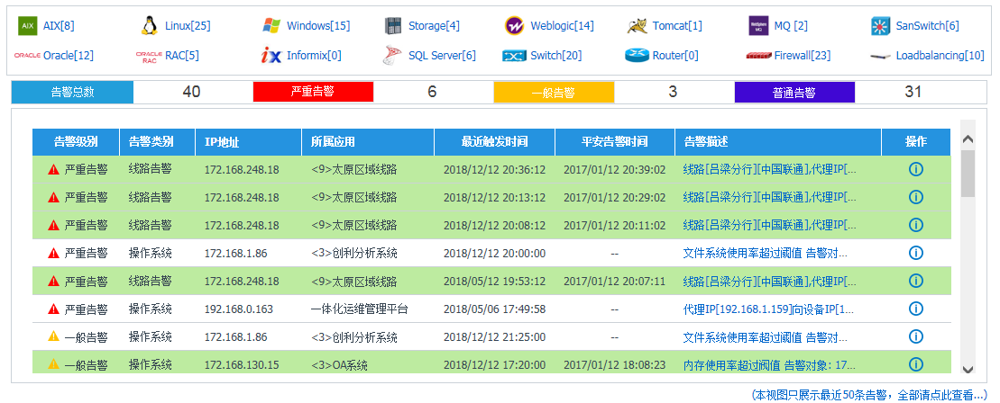 AIX AIX[8] Linux[25] Windows[15] Storage[4] Weblogic[14] Tomcat[1] MQ [2] SanSwitch[6]
ORACLE Oracle[12] ORACLE RAC RAC[5] ix Informix[0] SQL Server[6] Switch[20] Router[0] Firewall[23] Loadbalancing[10]
告警总数 40 严重告警 6 一般告警 3 普通告警 31
告警级别 告警类别 IP地址 所属应用 最近触发时间 平安告警时间 告警描述 操作
严重告警 线路告警 172.168.248.18 <9>太原区域线路 2018/12/12 20:36:12 2017/01/12 20:39:02 线路[吕梁分行][中国联通],代理IP[...
严重告警 线路告警 172.168.248.18 <9>太原区域线路 2018/12/12 20:13:12 2017/01/12 20:29:02 线路[吕梁分行][中国联通],代理IP[...
严重告警 线路告警 172.168.248.18 <9>太原区域线路 2018/12/12 20:08:12 2017/01/12 20:11:02 线路[吕梁分行][中国联通],代理IP[...
严重告警 操作系统 172.168.1.86 <3>创利分析系统 2018/12/12 20:00:00 -- 文件系统使用率超过阈值 告警对...
严重告警 线路告警 172.168.248.18 <9>太原区域线路 2018/05/12 19:53:12 2017/01/12 20:07:11 线路[吕梁分行][中国联通],代理IP[...
严重告警 操作系统 192.168.0.163 一体化运维管理平台 2018/05/06 17:49:58 -- 代理IP[192.168.1.159]向设备IP[1...
一般告警 操作系统 172.168.1.86 <3>创利分析系统 2018/12/12 21:25:00 -- 文件系统使用率超过阈值 告警对...
一般告警 操作系统 172.168.130.15 <3>OA系统 2018/12/12 17:20:00 2017/01/12 18:08:23 内存使用率超过阀值 告警对象: 17...
(本视图只展示最近50条告警，全部请点此查看...)